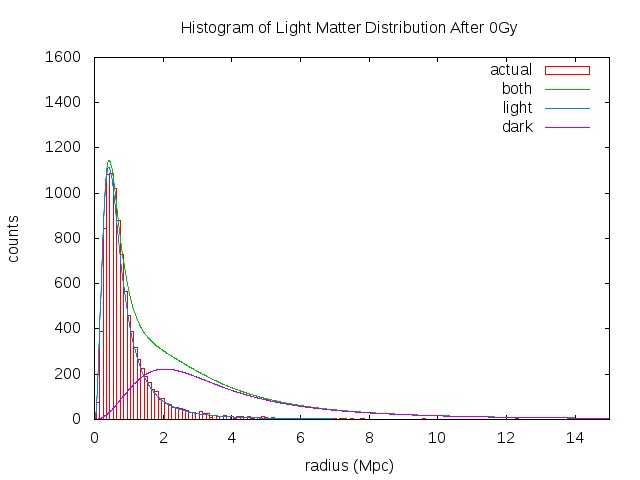 Histogram of Light Matter Distribution After 0Gy
1600
1400
1200
1000
800
600
400
200
0
counts
actual
both
light
dark
0 2 4 6 8 10 12 14
radius (Mpc)